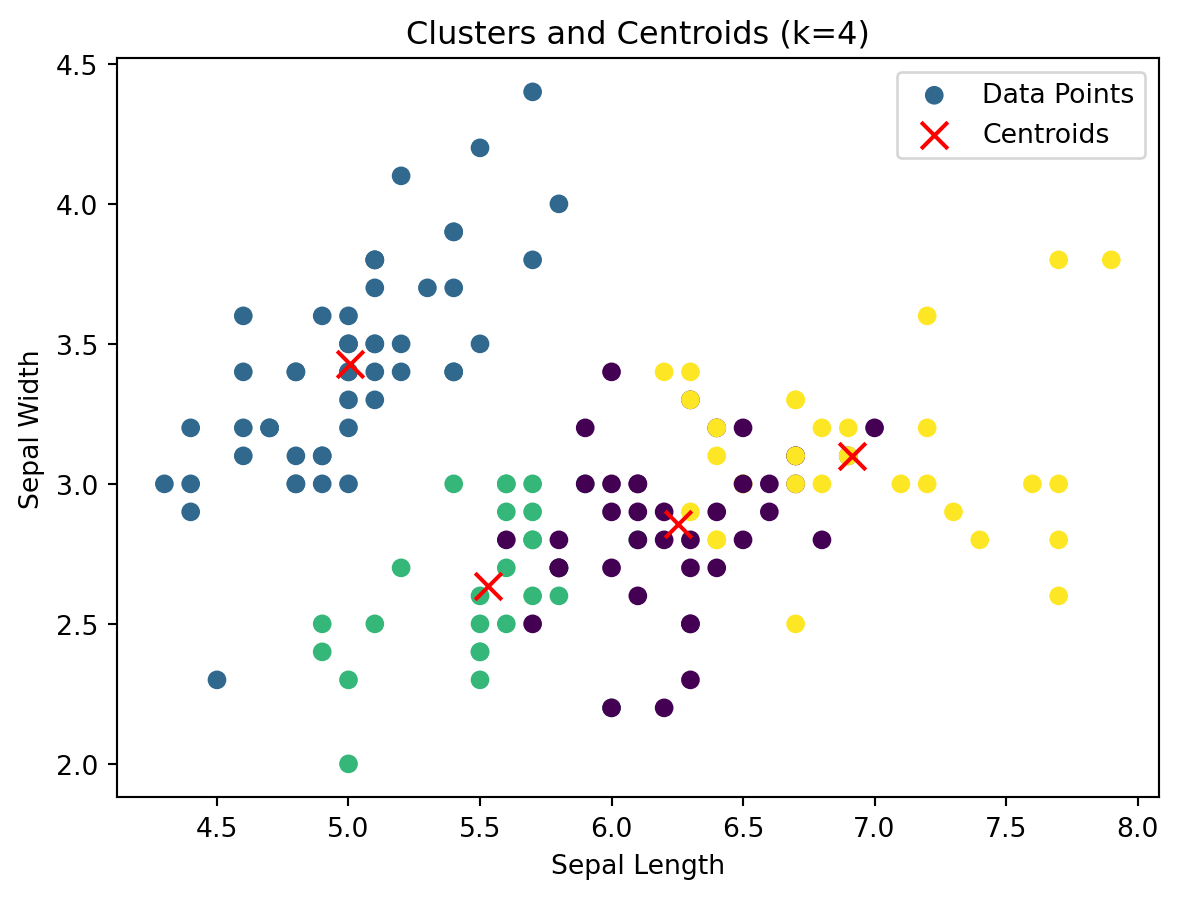 Clusters and Centroids (k=4)
Data Points
Centroids
4.5
4.0
3.5
3.0
2.5
2.0
Sepal Width
4.5 5.0 5.5 6.0 6.5 7.0 7.5 8.0
Sepal Length